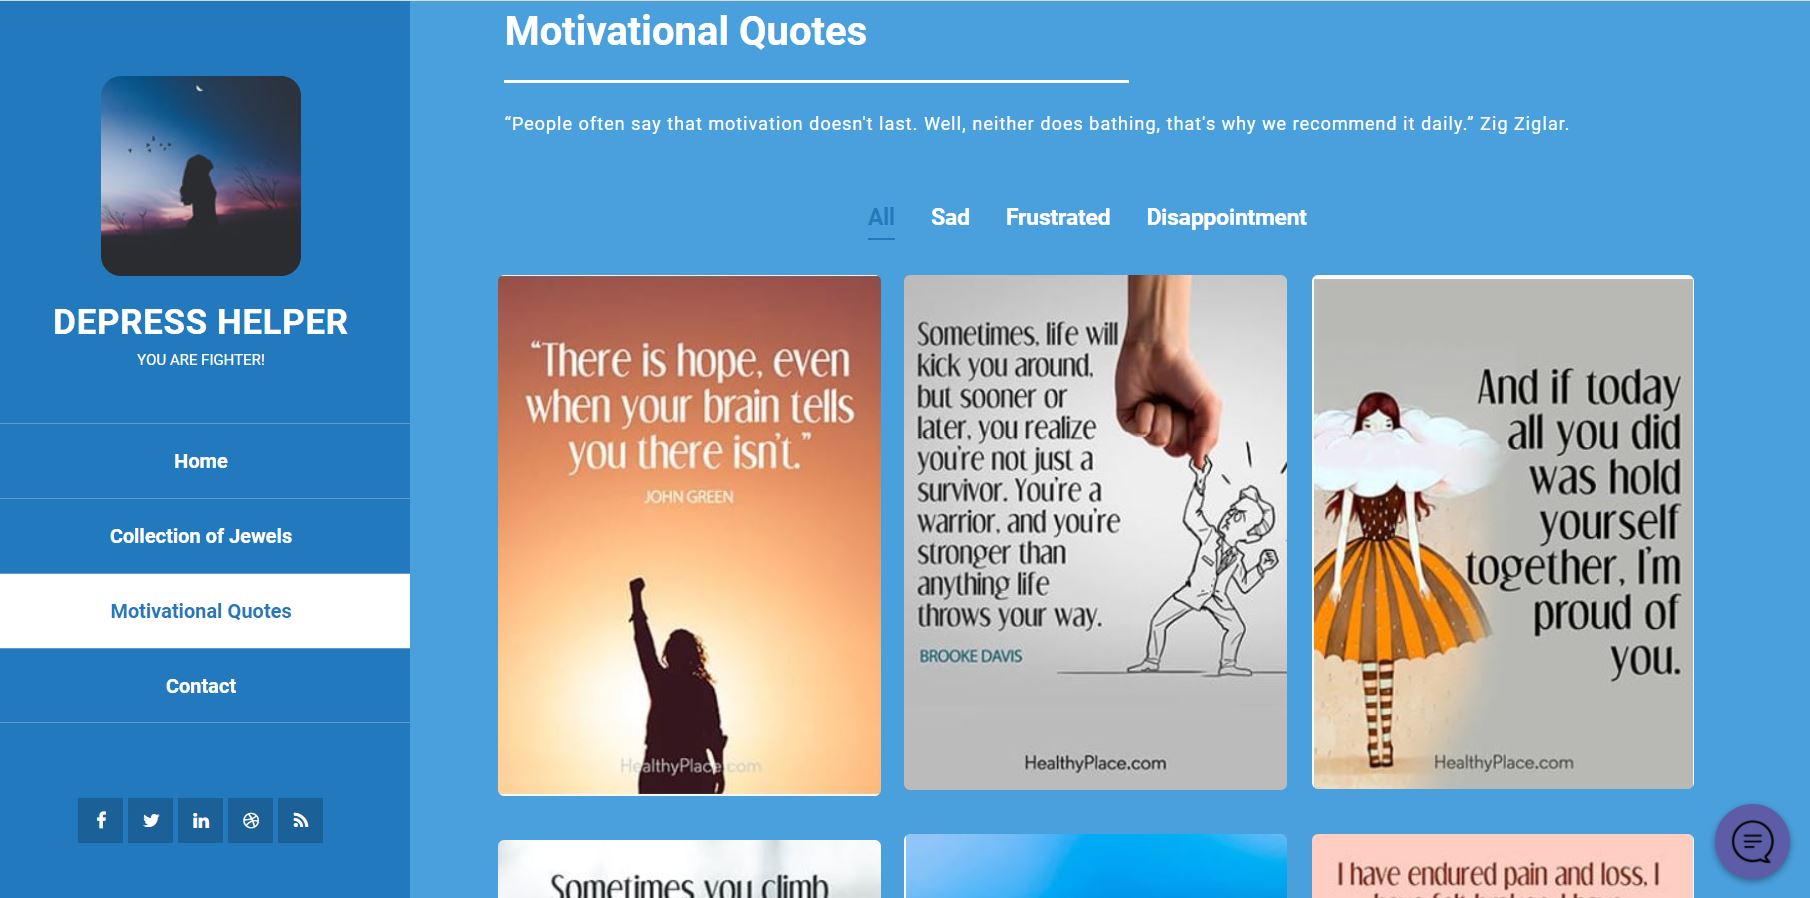 DEPRESS HELPER
YOU ARE FIGHTER!
Home
Collection of Jewels
Motivational Quotes
Contact
Motivational Quotes
“People often say that motivation doesn't last. Well, neither does bathing, that's why we recommend it daily.” Zig Ziglar.
All Sad Frustrated Disappointment
“There is hope, even
when your brain tells
you there isn't.”
JOHN GREEN
HealthyPlace.com
Sometimes, life will
kick you around,
but sooner or
later, you realize
you're not just a
survivor. You're a
warrior, and you're
stronger than
anything life
throws your way.
BROOKE DAVIS
HealthyPlace.com
And if today
all you did
was hold
yourself
together, I'm
proud of
you.
HealthyPlace.com
Sometimes you climb
I have endured pain and loss, I